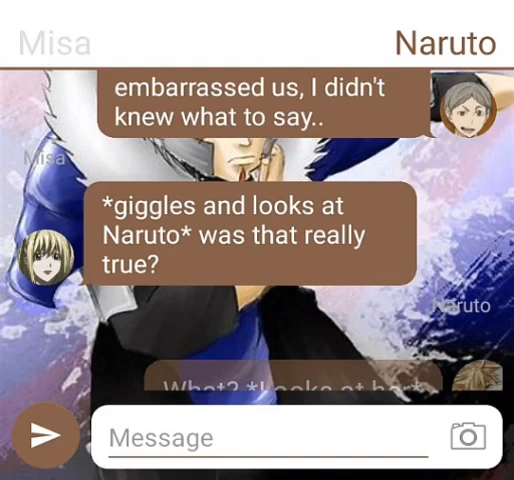 Misa
Naruto
embarrassed us, I didn't
knew what to say..
Misa
*giggles and looks at
Naruto* was that really
true?
Naruto
What? *Looks at her*
Message